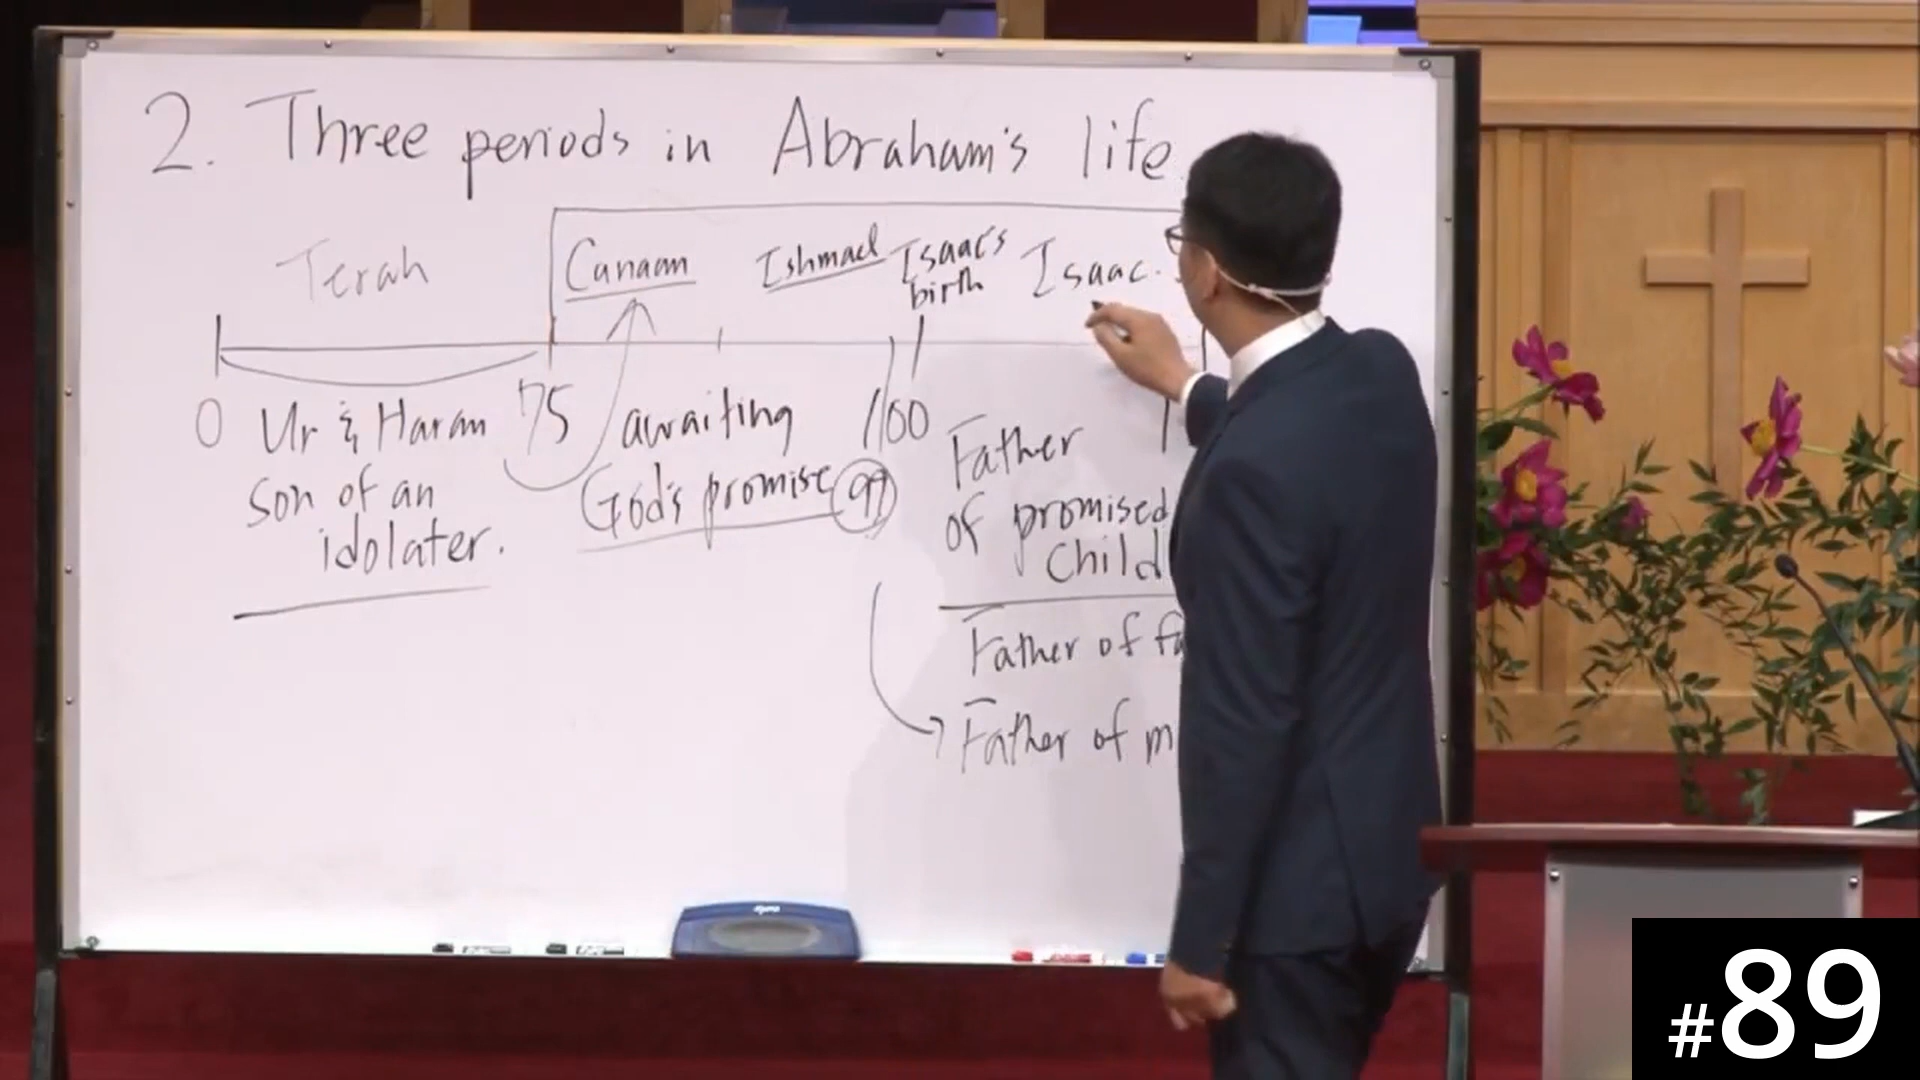 2. Three periods in Abraham's life
Terah
Canaan
Ishmael
Isaac's
birth
Isaac.
0
75
100
Ur & Haran
son of an
idolater.
awaiting
God's promise
99
Father
of promised
Child
Father of
Father of
#89